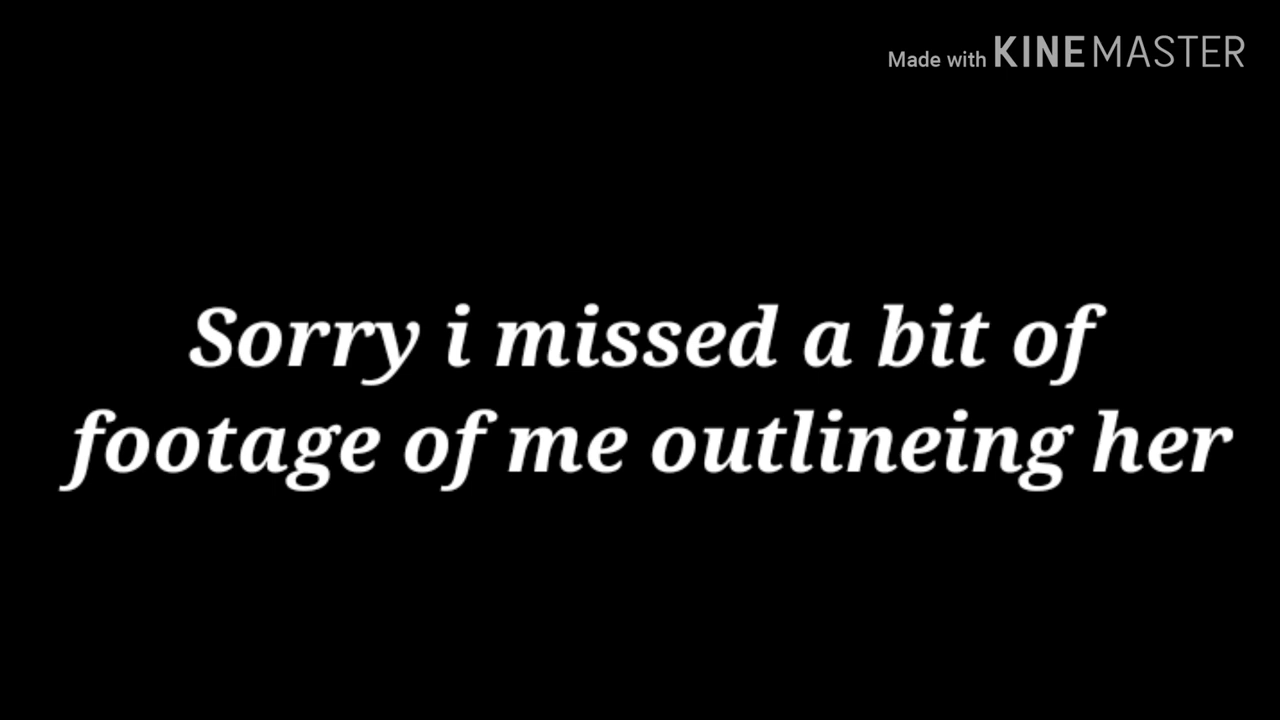 Made with KINEMASTER
Sorry i missed a bit of
footage of me outlineing her